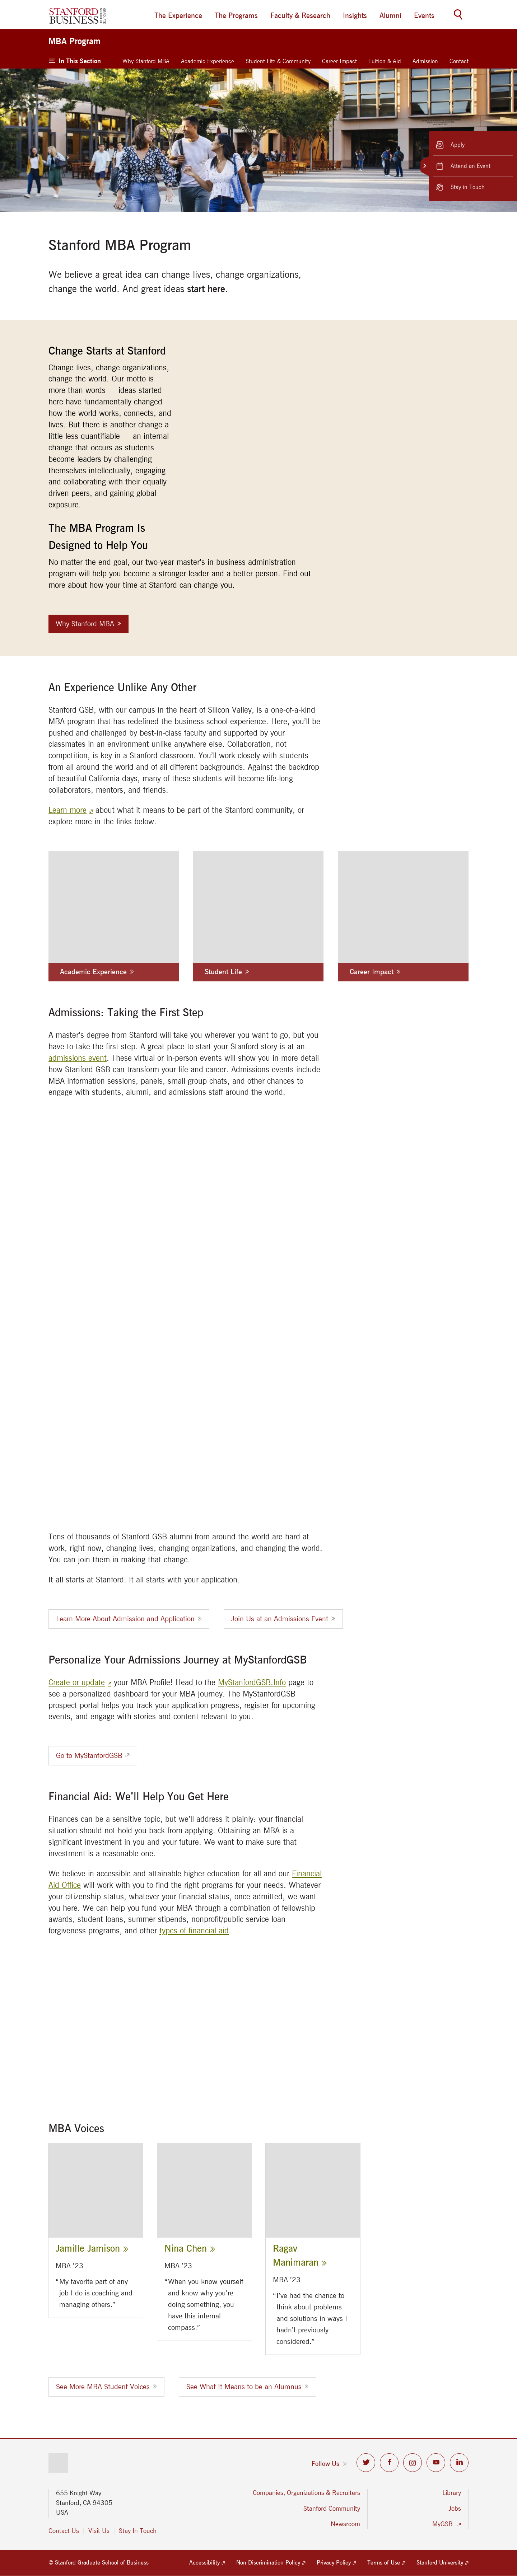 STANFORD
BUSINESS
The Experience
The Programs
Faculty & Research
Insights
Alumni
Events
MBA Program
In This Section
Why Stanford MBA
Academic Experience
Student Life & Community
Career Impact
Tuition & Aid
Admission
Contact
Apply
Attend an Event
Stay in Touch
Stanford MBA Program
We believe a great idea can change lives, change organizations,
change the world. And great ideas start here.
Change Starts at Stanford
Change lives, change organizations,
change the world. Our motto is
more than words — ideas started
here have fundamentally changed
how the world works, connects, and
lives. But there is another change a
little less quantifiable — an internal
change that occurs as students
become leaders by challenging
themselves intellectually, engaging
and collaborating with their equally
driven peers, and gaining global
exposure.
The MBA Program Is
Designed to Help You
No matter the end goal, our two-year master's in business administration
program will help you become a stronger leader and a better person. Find out
more about how your time at Stanford can change you.
Why Stanford MBA »
An Experience Unlike Any Other
Stanford GSB, with our campus in the heart of Silicon Valley, is a one-of-a-kind
MBA program that has redefined the business school experience. Here, you'll be
pushed and challenged by best-in-class faculty and supported by your
classmates in an environment unlike anywhere else. Collaboration, not
competition, is key in a Stanford classroom. You'll work closely with students
from all around the world and of all different backgrounds. Against the backdrop
of beautiful California days, many of these students will become life-long
collaborators, mentors, and friends.
Learn more about what it means to be part of the Stanford community, or
explore more in the links below.
Academic Experience »
Student Life »
Career Impact »
Admissions: Taking the First Step
A master's degree from Stanford will take you wherever you want to go, but you
have to take the first step. A great place to start your Stanford story is at an
admissions event. These virtual or in-person events will show you in more detail
how Stanford GSB can transform your life and career. Admissions events include
MBA information sessions, panels, small group chats, and other chances to
engage with students, alumni, and admissions staff around the world.
Tens of thousands of Stanford GSB alumni from around the world are hard at
work, right now, changing lives, changing organizations, and changing the world.
You can join them in making that change.
It all starts at Stanford. It all starts with your application.
Learn More About Admission and Application »
Join Us at an Admissions Event »
Personalize Your Admissions Journey at MyStanfordGSB
Create or update your MBA Profile! Head to the MyStanfordGSB.Info page to
see a personalized dashboard for your MBA journey. The MyStanfordGSB
prospect portal helps you track your application progress, register for upcoming
events, and engage with stories and content relevant to you.
Go to MyStanfordGSB
Financial Aid: We'll Help You Get Here
Finances can be a sensitive topic, but we'll address it plainly: your financial
situation should not hold you back from applying. Obtaining an MBA is a
significant investment in you and your future. We want to make sure that
investment is a reasonable one.
We believe in accessible and attainable higher education for all and our Financial
Aid Office will work with you to find the right programs for your needs. Whatever
your citizenship status, whatever your financial status, once admitted, we want
you here. We can help you fund your MBA through a combination of fellowship
awards, student loans, summer stipends, nonprofit/public service loan
forgiveness programs, and other types of financial aid.
MBA Voices
Jamille Jamison »
MBA '23
“My favorite part of any
job I do is coaching and
managing others.”
Nina Chen »
MBA '23
“When you know yourself
and know why you're
doing something, you
have this internal
compass.”
Ragav
Manimaran »
MBA '23
“I've had the chance to
think about problems
and solutions in ways I
hadn't previously
considered.”
See More MBA Student Voices »
See What It Means to be an Alumnus »
Follow Us »
655 Knight Way
Stanford, CA 94305
USA
Contact Us
Visit Us
Stay In Touch
Companies, Organizations & Recruiters
Stanford Community
Newsroom
Library
Jobs
MyGSB
© Stanford Graduate School of Business
Accessibility
Non-Discrimination Policy
Privacy Policy
Terms of Use
Stanford University